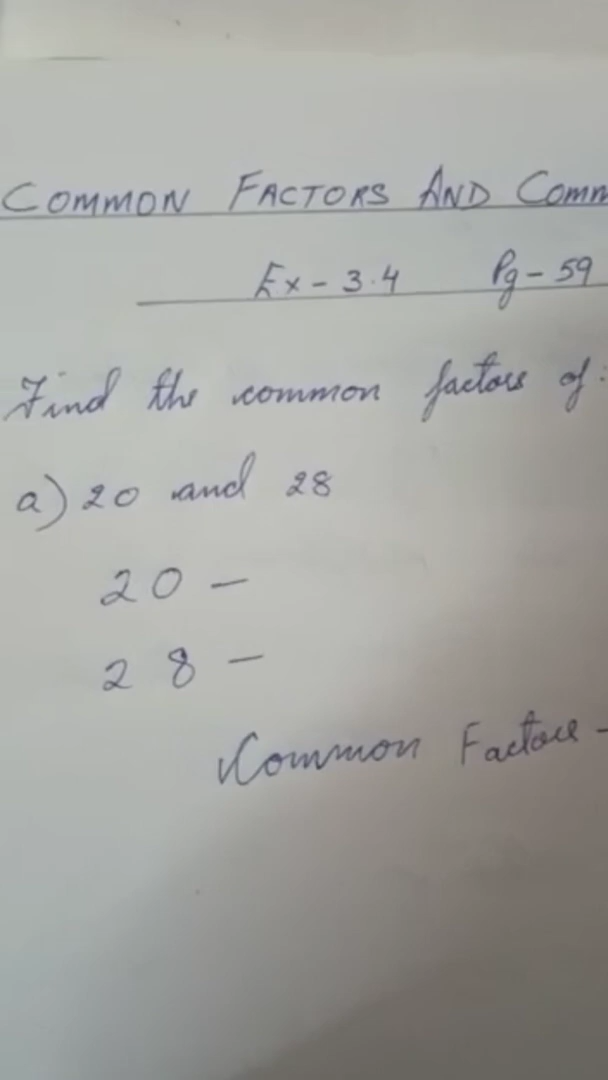 COMMON FACTORS AND COMM
Ex - 3.4 Pg - 59
Find the common factors of :
a) 20 and 28
20 -
28 -
Common Factors -